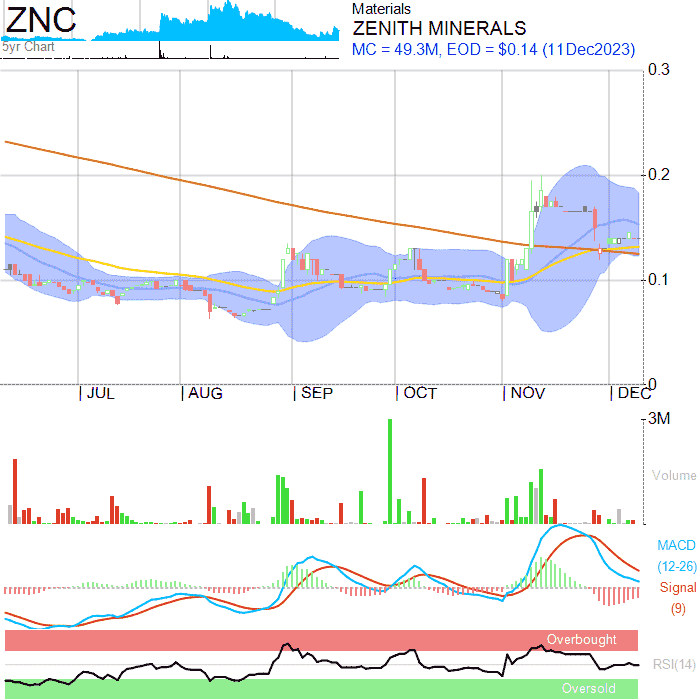 ZNC
5yr Chart
Materials
ZENITH MINERALS
MC = 49.3M, EOD = $0.14 (11Dec2023)
0.3
0.2
0.1
0
JUL
AUG
SEP
OCT
NOV
DEC
3M
Volume
MACD
(12-26)
Signal
(9)
Overbought
RSI(14)
Oversold